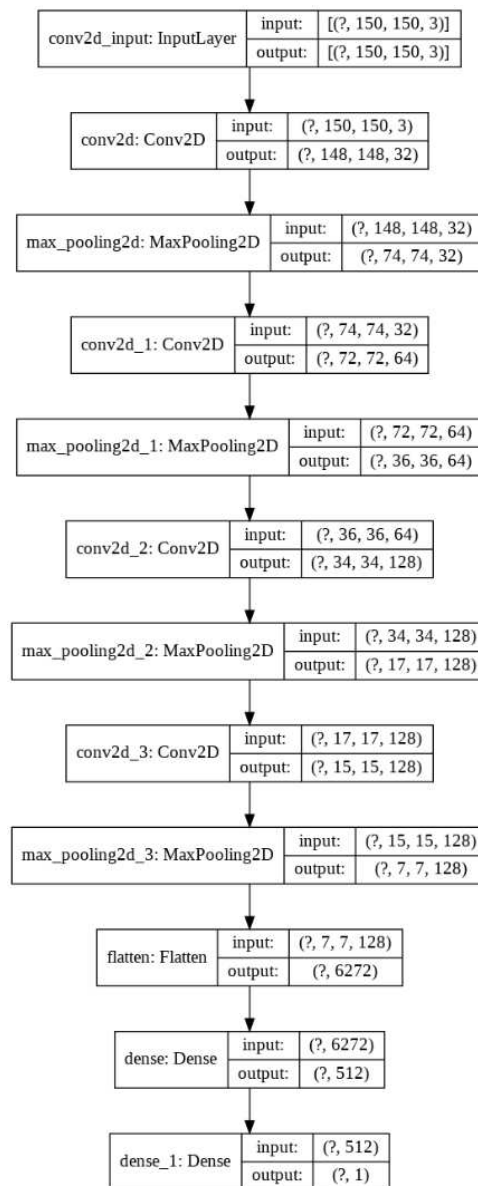 conv2d_input: InputLayer
input: [(?, 150, 150, 3)]
output: [(?, 150, 150, 3)]
conv2d: Conv2D
input: (?, 150, 150, 3)
output: (?, 148, 148, 32)
max_pooling2d: MaxPooling2D
input: (?, 148, 148, 32)
output: (?, 74, 74, 32)
conv2d_1: Conv2D
input: (?, 74, 74, 32)
output: (?, 72, 72, 64)
max_pooling2d_1: MaxPooling2D
input: (?, 72, 72, 64)
output: (?, 36, 36, 64)
conv2d_2: Conv2D
input: (?, 36, 36, 64)
output: (?, 34, 34, 128)
max_pooling2d_2: MaxPooling2D
input: (?, 34, 34, 128)
output: (?, 17, 17, 128)
conv2d_3: Conv2D
input: (?, 17, 17, 128)
output: (?, 15, 15, 128)
max_pooling2d_3: MaxPooling2D
input: (?, 15, 15, 128)
output: (?, 7, 7, 128)
flatten: Flatten
input: (?, 7, 7, 128)
output: (?, 6272)
dense: Dense
input: (?, 6272)
output: (?, 512)
dense_1: Dense
input: (?, 512)
output: (?, 1)